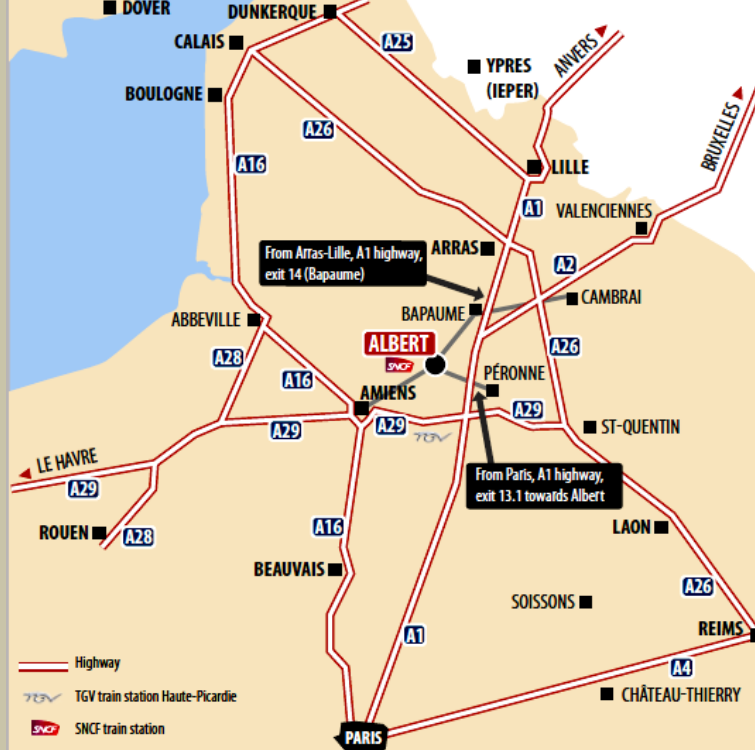 DOVER
DUNKERQUE
CALAIS
A25
ANVERS
YPRES
(IEPER)
BOULOGNE
BRUXELLES
A26
A16
LILLE
A1
VALENCIENNES
ARRAS
From Arras-Lille, A1 highway,
exit 14 (Bapaume)
A2
CAMBRAI
BAPAUME
ABBEVILLE
ALBERT
SNCF
A28
A26
A16
PÉRONNE
AMIENS
A29
A29
A29
TGV
ST-QUENTIN
LE HAVRE
A29
From Paris, A1 highway,
exit 13.1 towards Albert
ROUEN
A28
A16
LAON
BEAUVAIS
A26
SOISSONS
REIMS
A1
Highway
A4
TGV
TGV train station Haute-Picardie
CHÂTEAU-THIERRY
SNCF
SNCF train station
PARIS